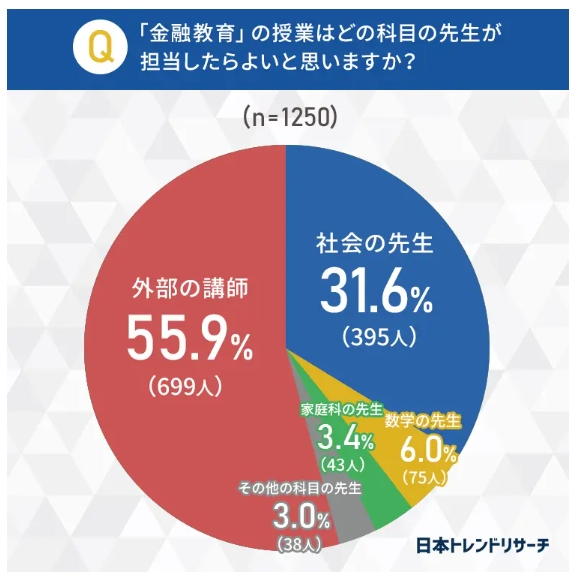 Q
「金融教育」の授業はどの科目の先生が
担当したらよいと思いますか？
(n=1250)
社会の先生
31.6%
(395人)
外部の講師
55.9%
(699人)
家庭科の先生
3.4%
(43人)
数学の先生
6.0%
(75人)
その他の科目の先生
3.0%
(38人)
日本トレンドリサーチ